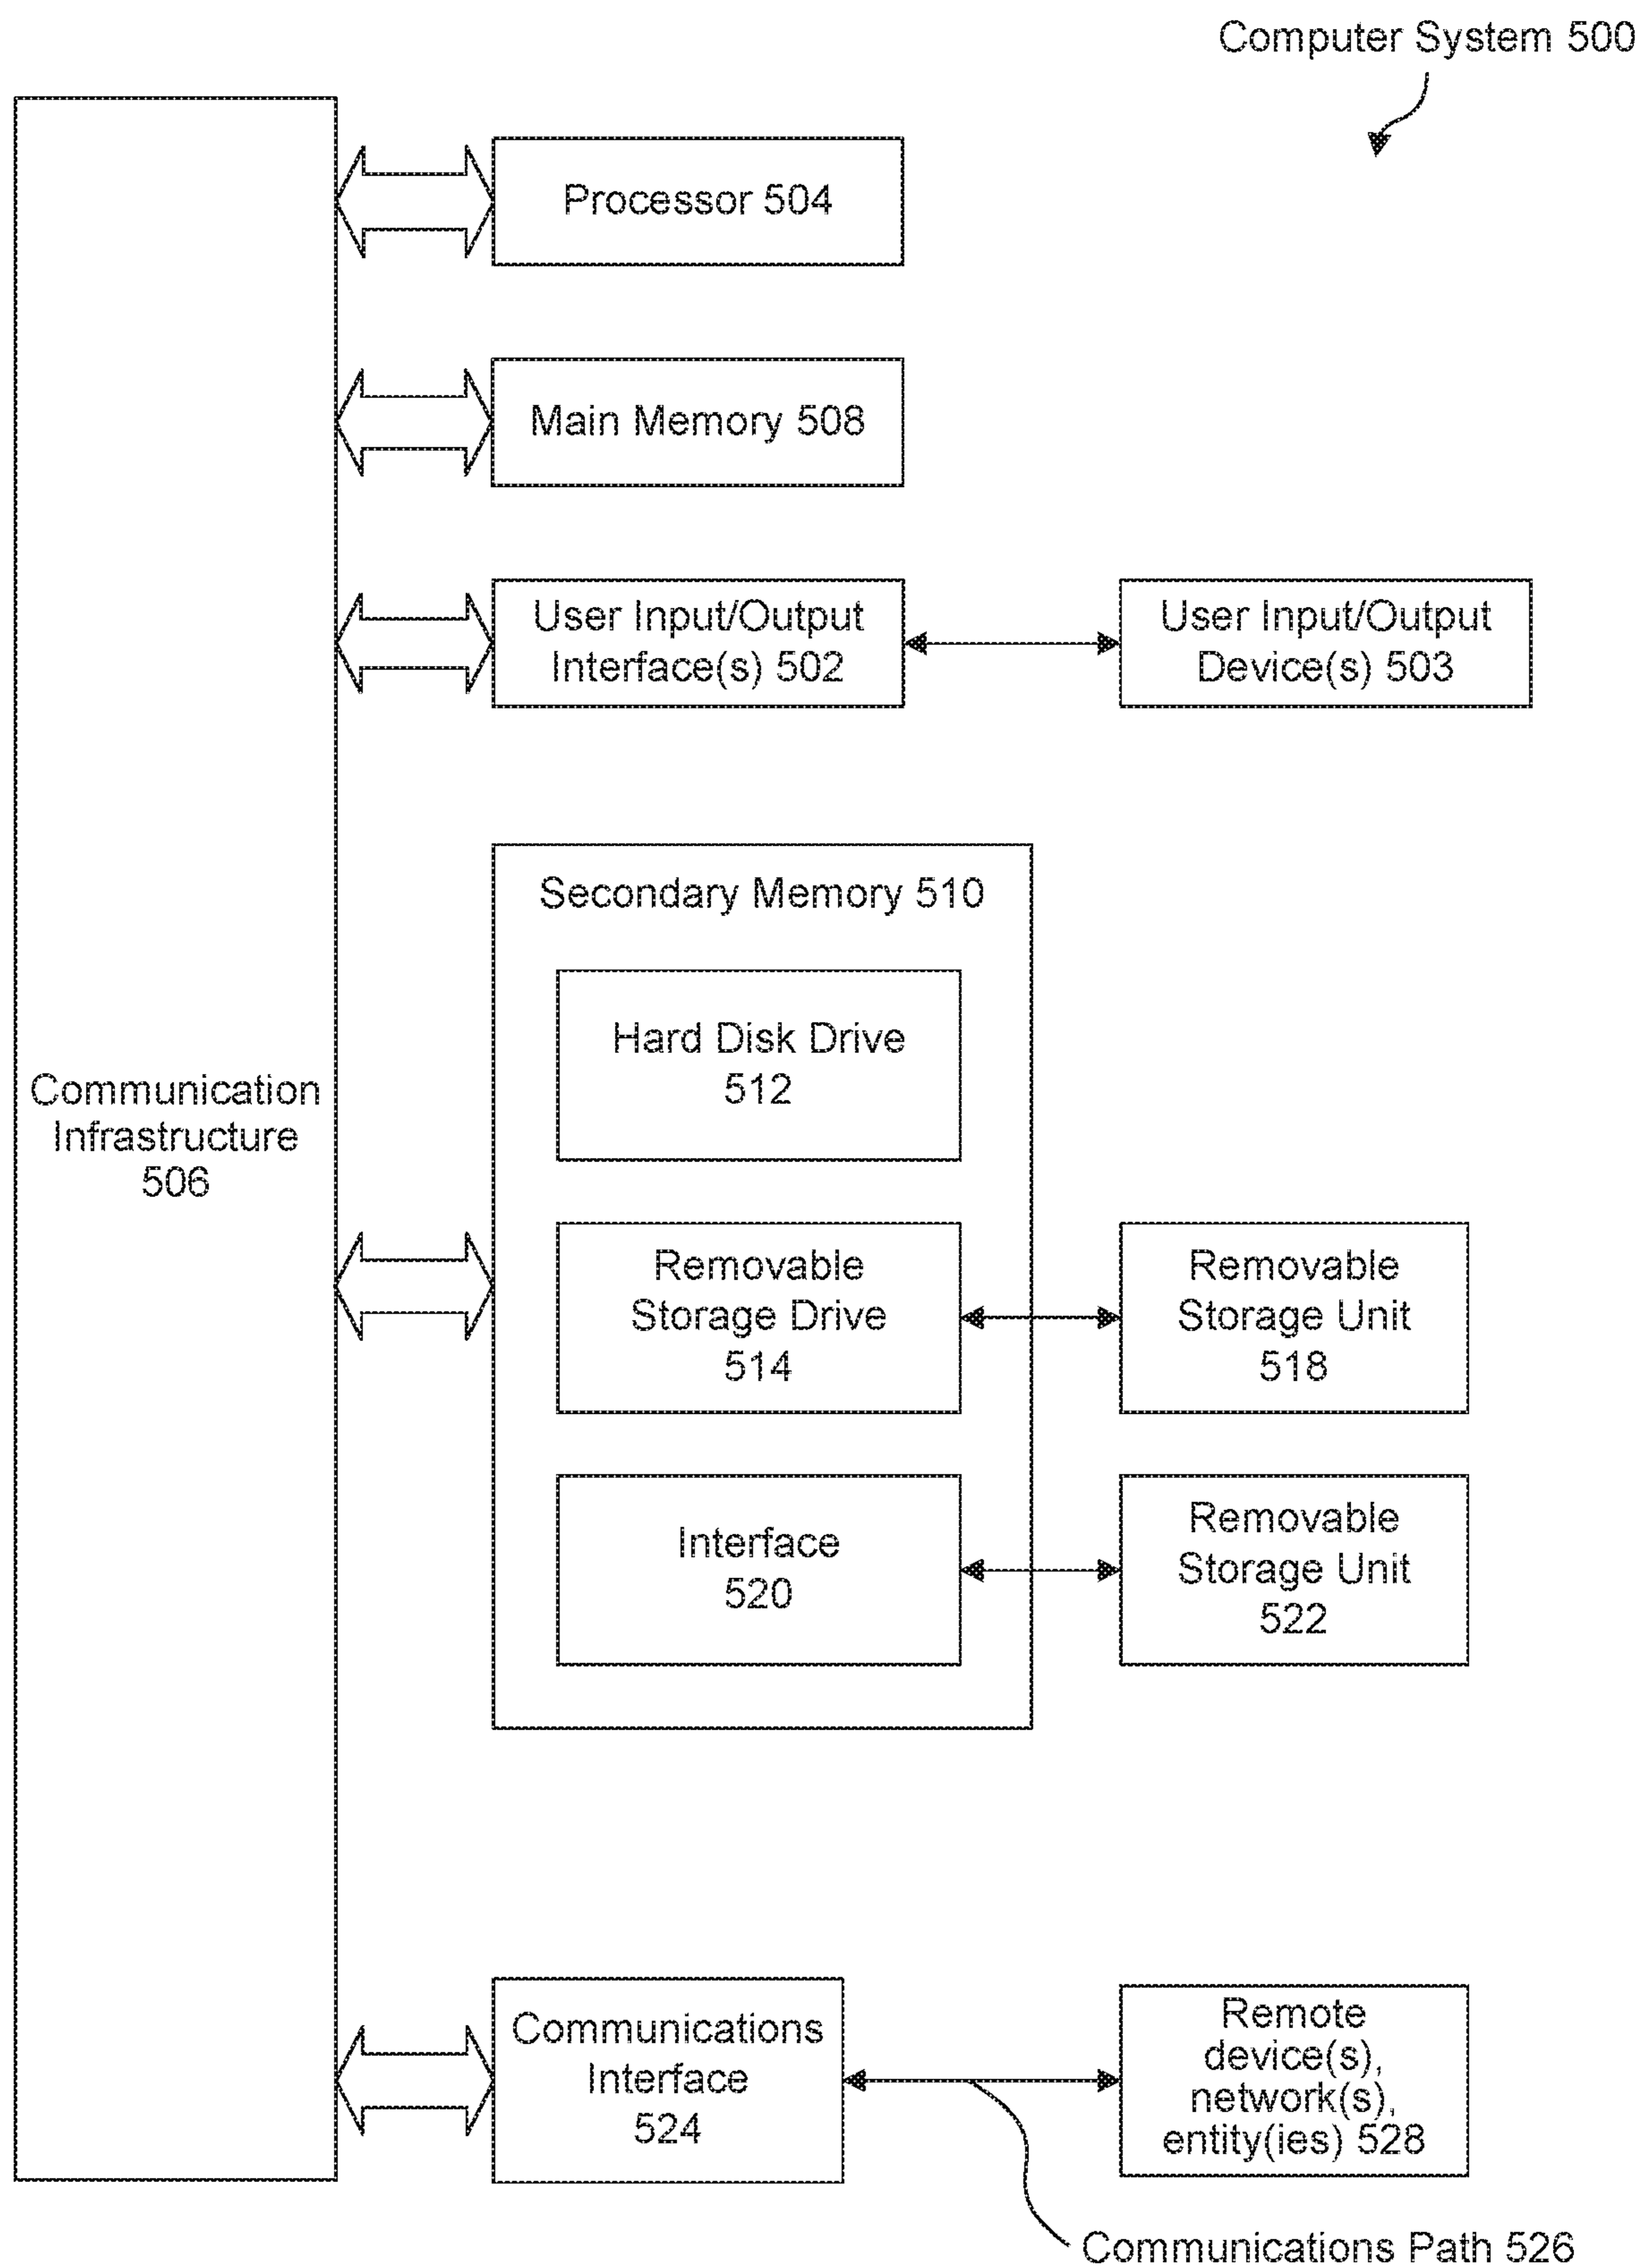 Computer System 500
Processor 504
Main Memory 508
User Input/Output
Interface(s) 502
User Input/Output
Device(s) 503
Secondary Memory 510
Hard Disk Drive
512
Communication
Infrastructure
506
Removable
Storage Drive
514
Removable
Storage Unit
518
Interface
520
Removable
Storage Unit
522
Communications
Interface
524
Remote
device(s),
network(s),
entity(ies) 528
Communications Path 526